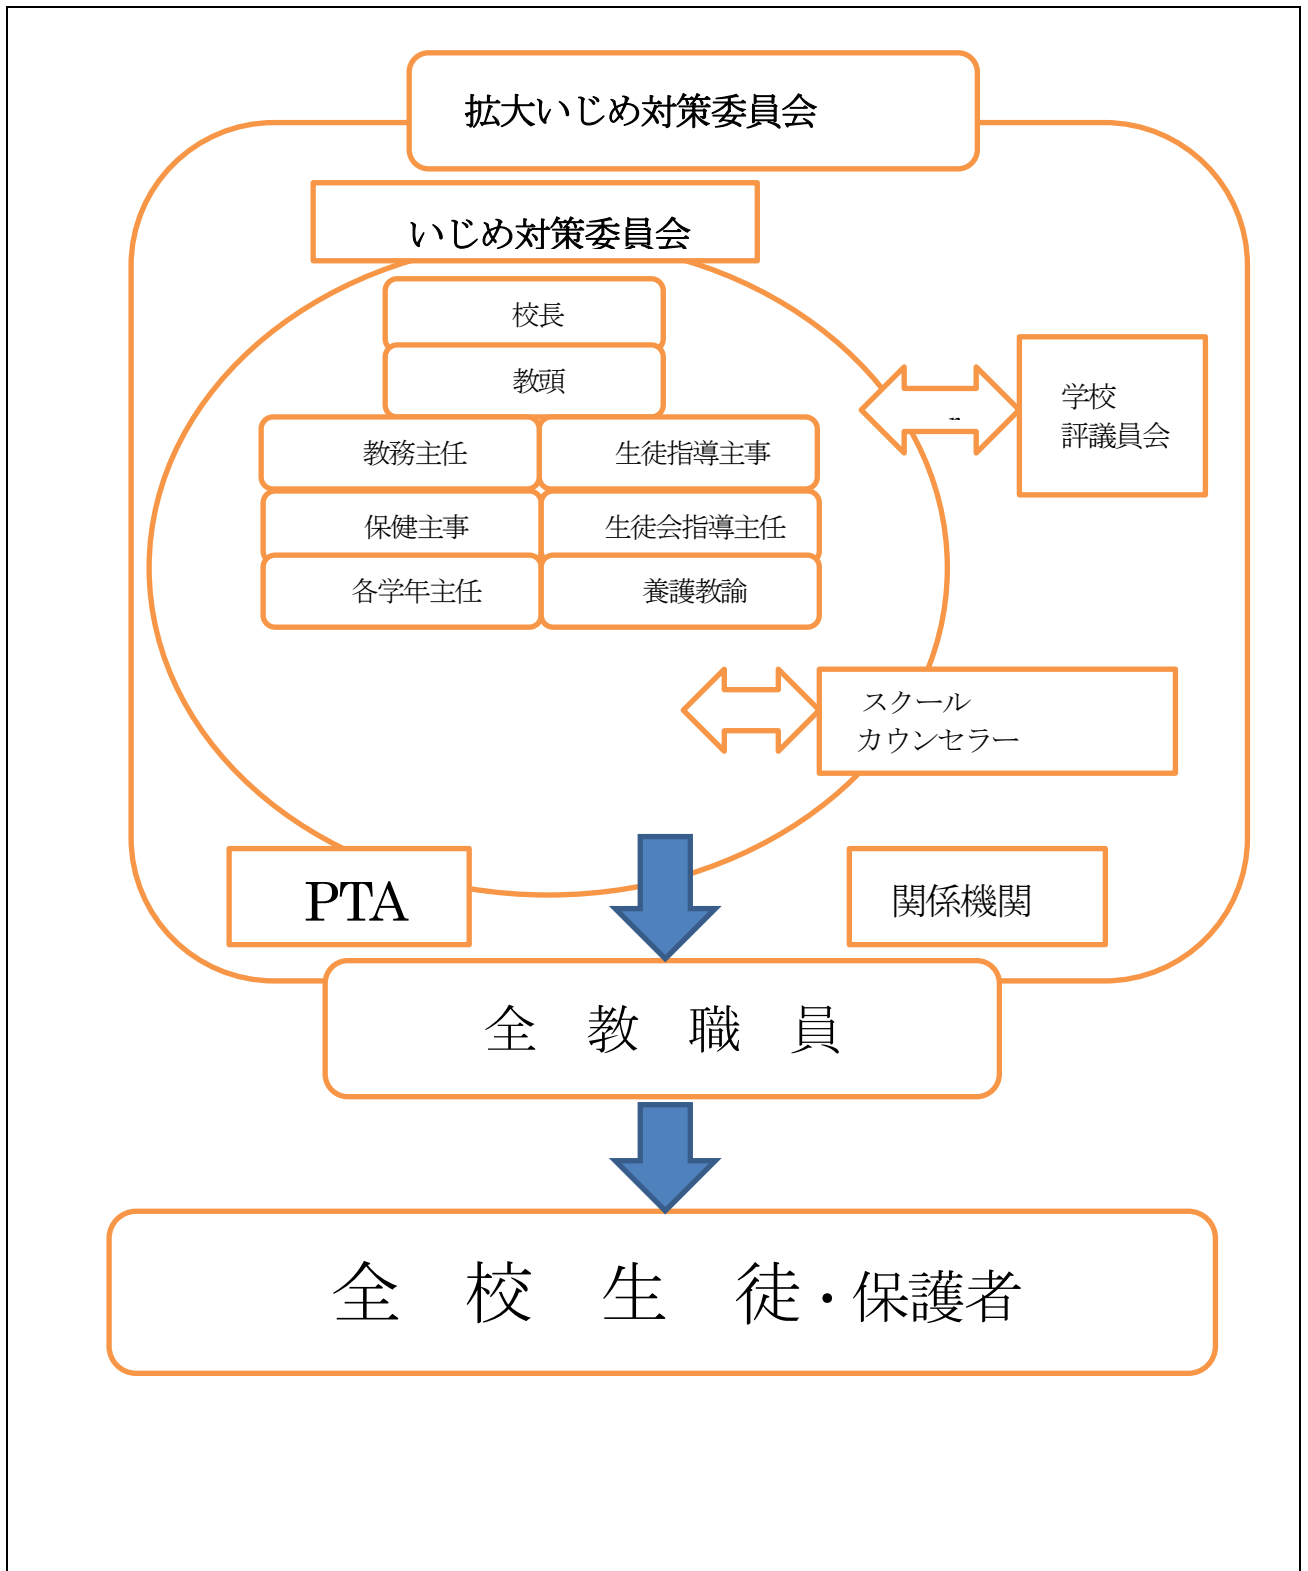 拡大いじめ対策委員会
いじめ対策委員会
校長
教頭
教務主任
生徒指導主事
保健主事
生徒会指導主任
各学年主任
養護教諭
学校
評議員会
スクール
カウンセラー
PTA
関係機関
全　教　職　員
全　校　生　徒・保護者